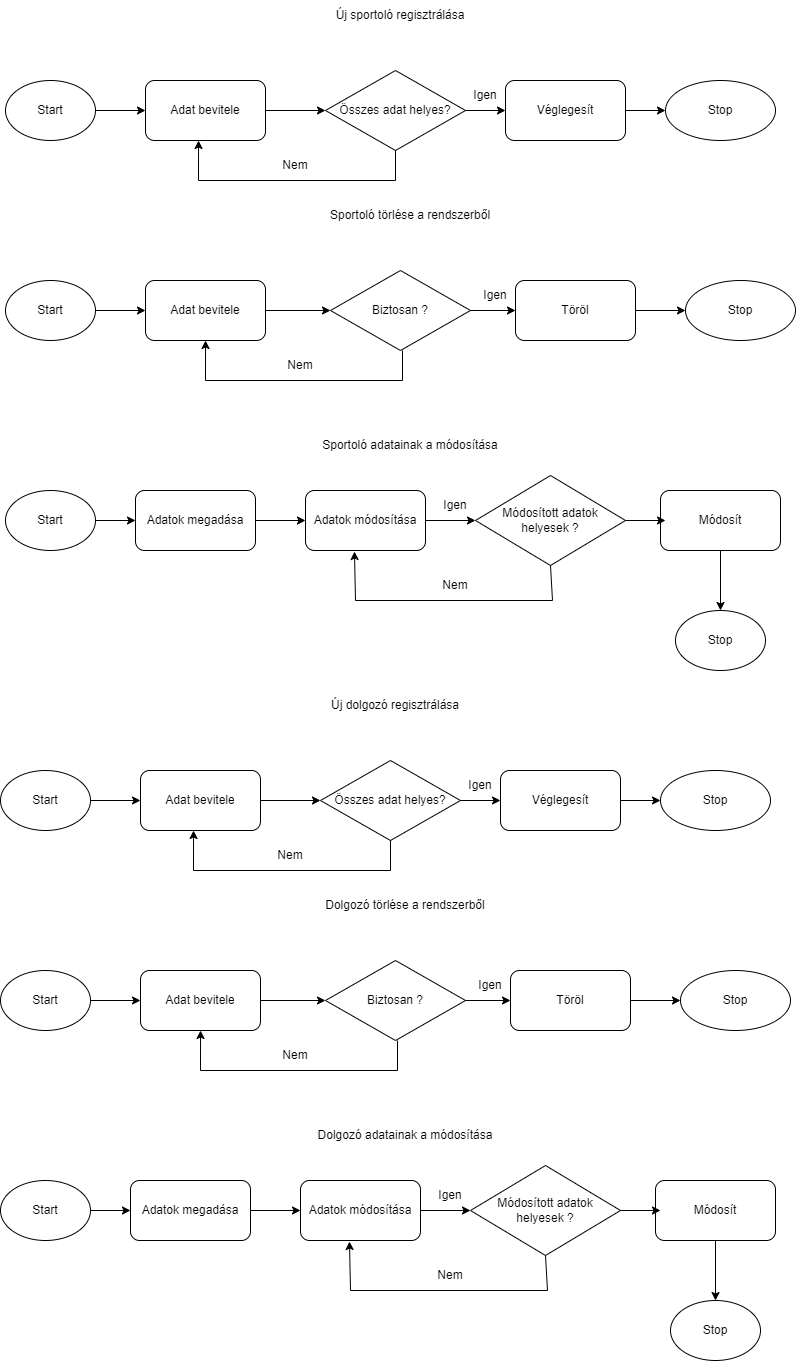 Új sportoló regisztrálása
Start
Adat bevitele
Összes adat helyes?
Igen
Véglegesít
Stop
Nem
Sportoló törlése a rendszerből
Start
Adat bevitele
Biztosan ?
Igen
Töröl
Stop
Nem
Sportoló adatainak a módosítása
Start
Adatok megadása
Adatok módosítása
Igen
Módosított adatok
helyesek ?
Módosít
Nem
Stop
Új dolgozó regisztrálása
Start
Adat bevitele
Összes adat helyes?
Igen
Véglegesít
Stop
Nem
Dolgozó törlése a rendszerből
Start
Adat bevitele
Biztosan ?
Igen
Töröl
Stop
Nem
Dolgozó adatainak a módosítása
Start
Adatok megadása
Adatok módosítása
Igen
Módosított adatok
helyesek ?
Módosít
Nem
Stop